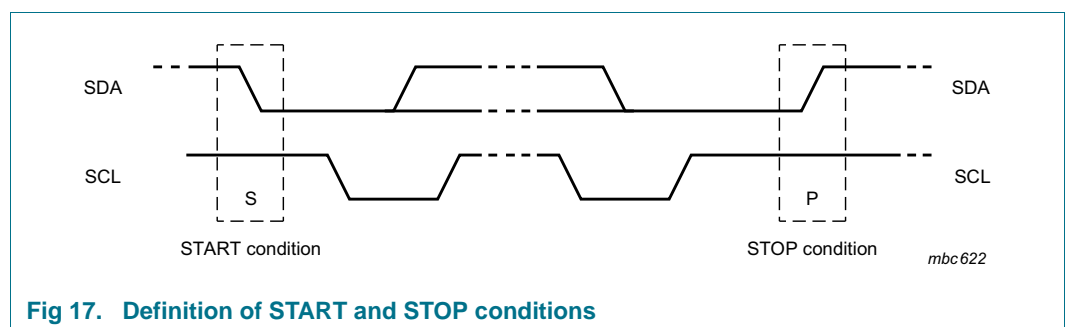 SDA
SDA
SCL
SCL
S
P
START condition
STOP condition
mbc622
Fig 17. Definition of START and STOP conditions